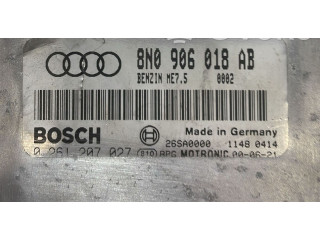 8N0 906 018 AB
BENZIN ME7.5 0002
BOSCH
Made in Germany
26SA0000 1148 0414
0 261 207 027 MOTRONIC 00-06-21